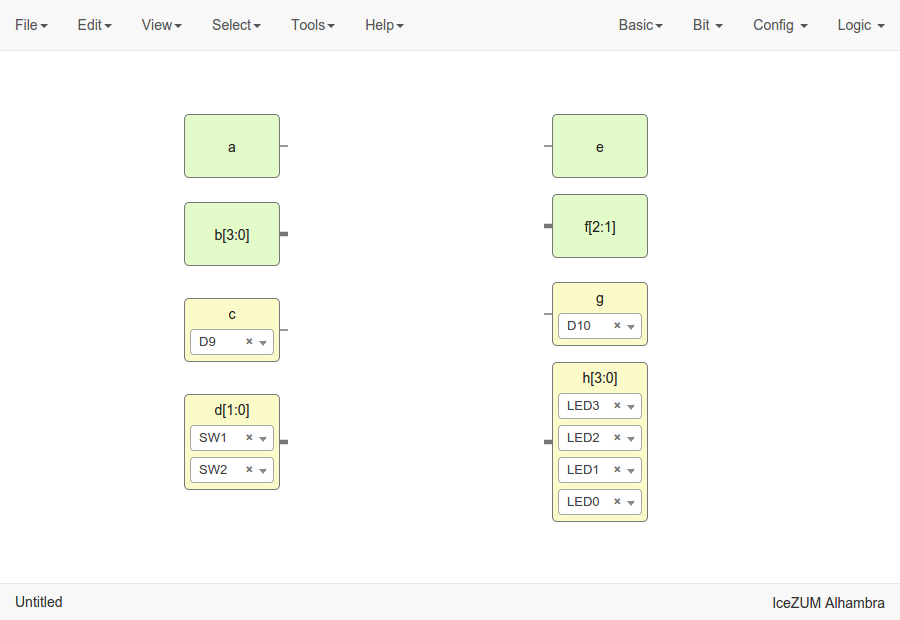 File Edit View Select Tools Help Basic Bit Config Logic
a
b[3:0]
c
D9 ×
d[1:0]
SW1 ×
SW2 ×
e
f[2:1]
g
D10 ×
h[3:0]
LED3 ×
LED2 ×
LED1 ×
LED0 ×
Untitled
IceZUM Alhambra